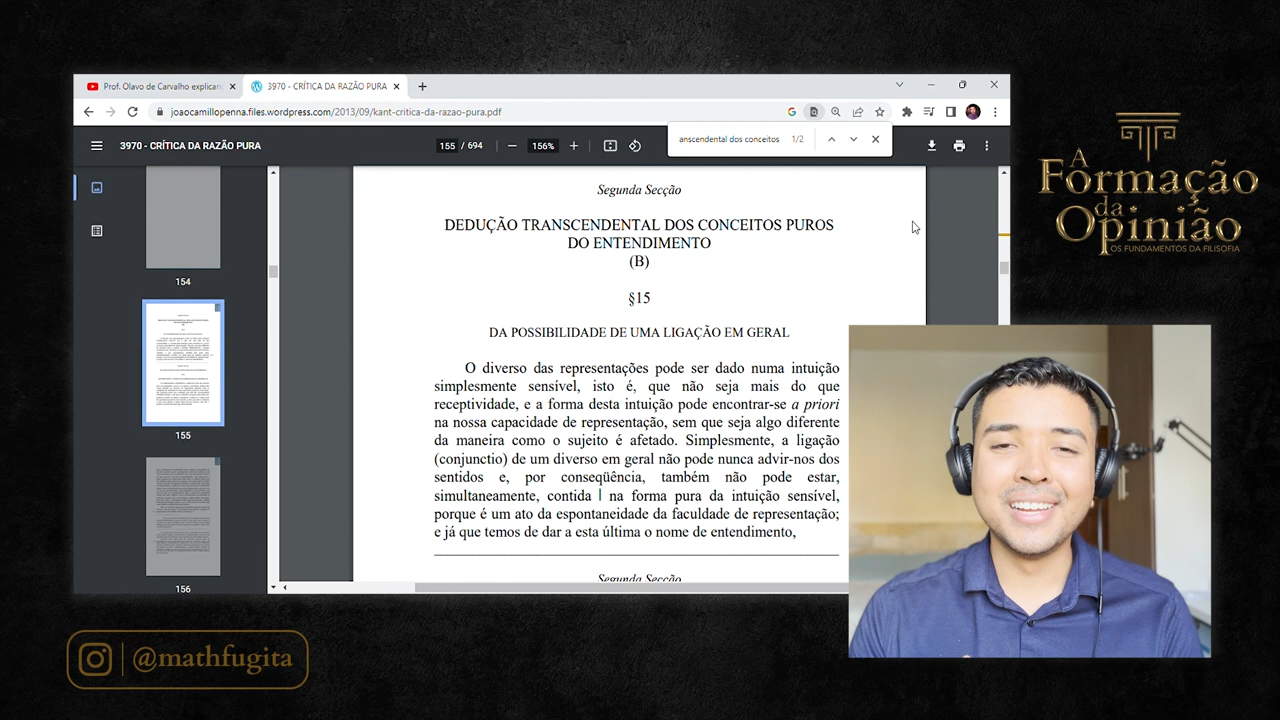 Prof. Olavo de Carvalho explican
3970 - CRÍTICA DA RAZÃO PURA
joaocamillopenna.files.wordpress.com/2013/09/kant-critica-da-razao-pura.pdf
3970 - CRÍTICA DA RAZÃO PURA
155 / 694
156%
anscendental dos conceitos
1/2
154
155
156
Segunda Secção
DEDUÇÃO TRANSCENDENTAL DOS CONCEITOS PUROS
DO ENTENDIMENTO
(B)
§15
DA POSSIBILIDADE DE UMA LIGAÇÃO EM GERAL
O diverso das representações pode ser dado numa intuição
simplesmente sensível, isto é, que não seja mais do que
receptividade, e a forma desta intuição pode encontrar-se a priori
na nossa capacidade de representação, sem que seja algo diferente
da maneira como o sujeito é afetado. Simplesmente, a ligação
(conjunctio) de um diverso em geral não pode nunca advir-nos dos
sentidos e, por conseqüência, também não pode estar,
simultaneamente, contida na forma pura da intuição sensível,
porque é um ato da espontaneidade da faculdade de representação;
e já que temos de dar a esta última o nome de entendimento,
Segunda Secção
A
Formação
da
Opinião
OS FUNDAMENTOS DA FILISOFIA
@mathfugita